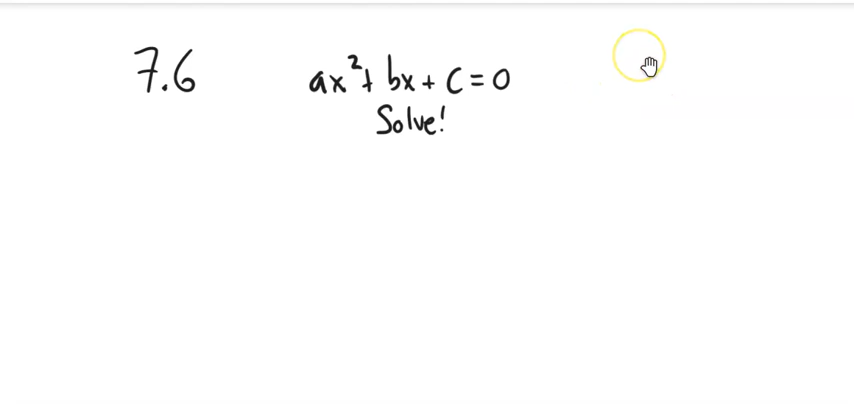 7.6 ax² + bx + c = 0
Solve!